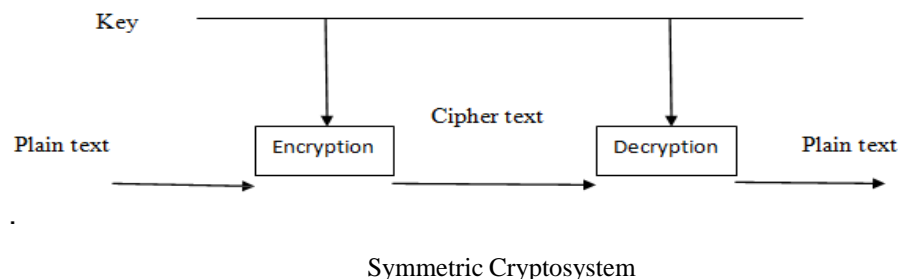 Key
Cipher text
Plain text
Encryption
Decryption
Plain text
.
Symmetric Cryptosystem